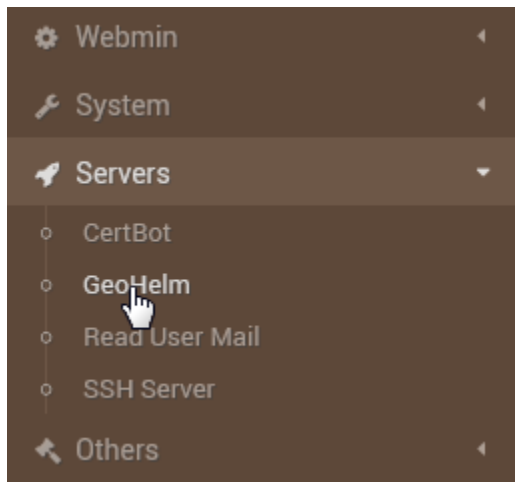 Webmin
System
Servers
CertBot
GeoHelm
Read User Mail
SSH Server
Others